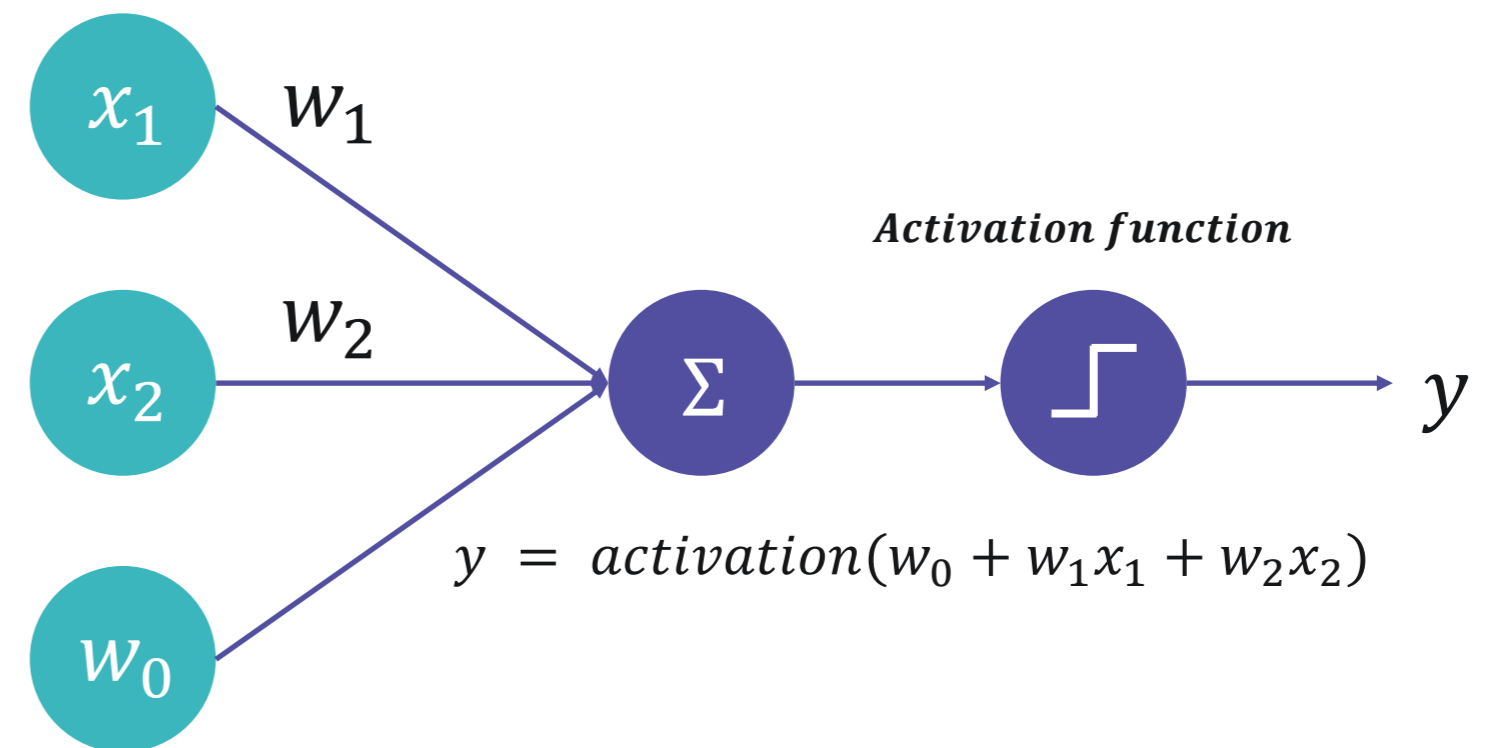 x₁
w₁
Activation function
w₂
x₂
Σ
y
y = activation(w₀ + w₁x₁ + w₂x₂)
w₀